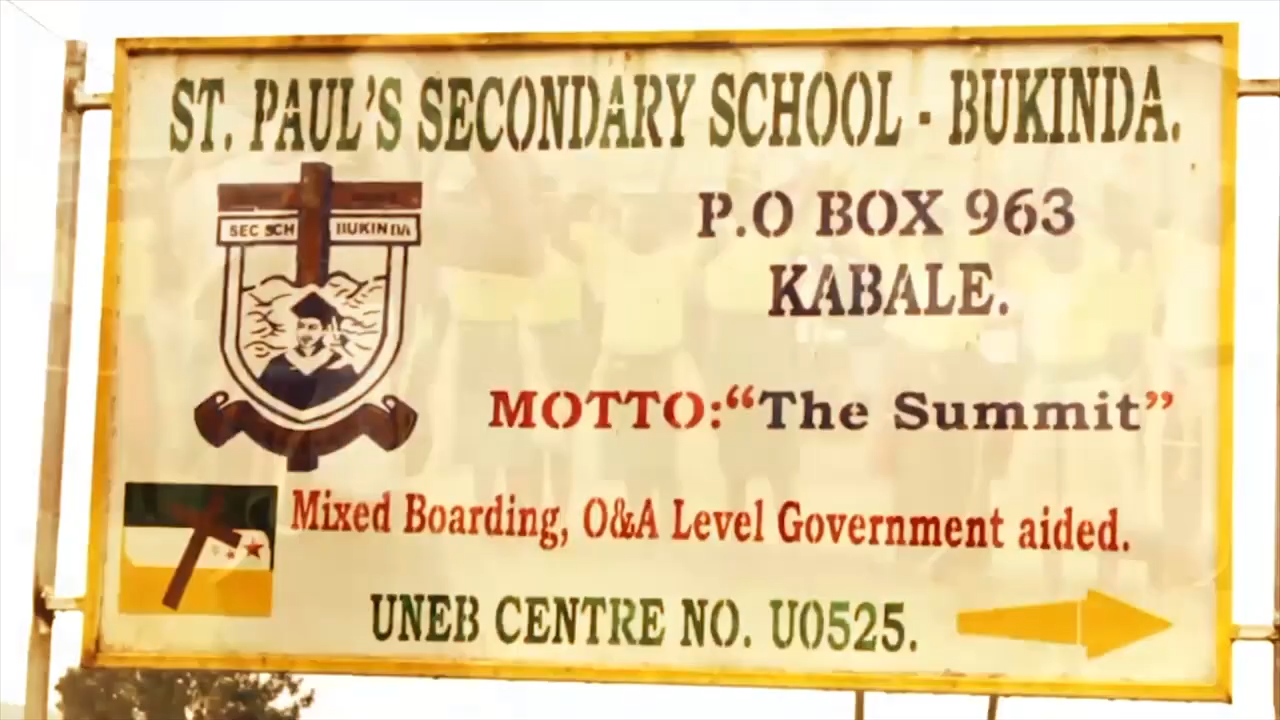 ST. PAUL'S SECONDARY SCHOOL - BUKINDA.
SEC SCH BUKINDA
P.O BOX 963
KABALE.
MOTTO:“The Summit”
Mixed Boarding, O&A Level Government aided.
UNEB CENTRE NO. U0525.